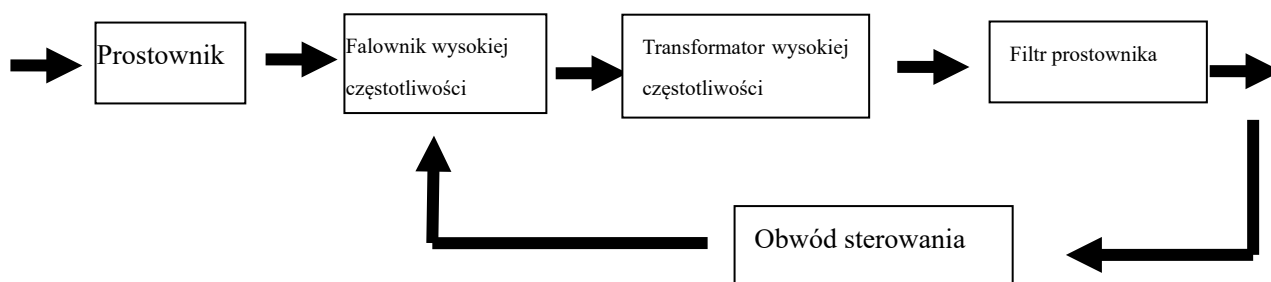 Prostownik
Falownik wysokiej
częstotliwości
Transformator wysokiej
częstotliwości
Filtr prostownika
Obwód sterowania